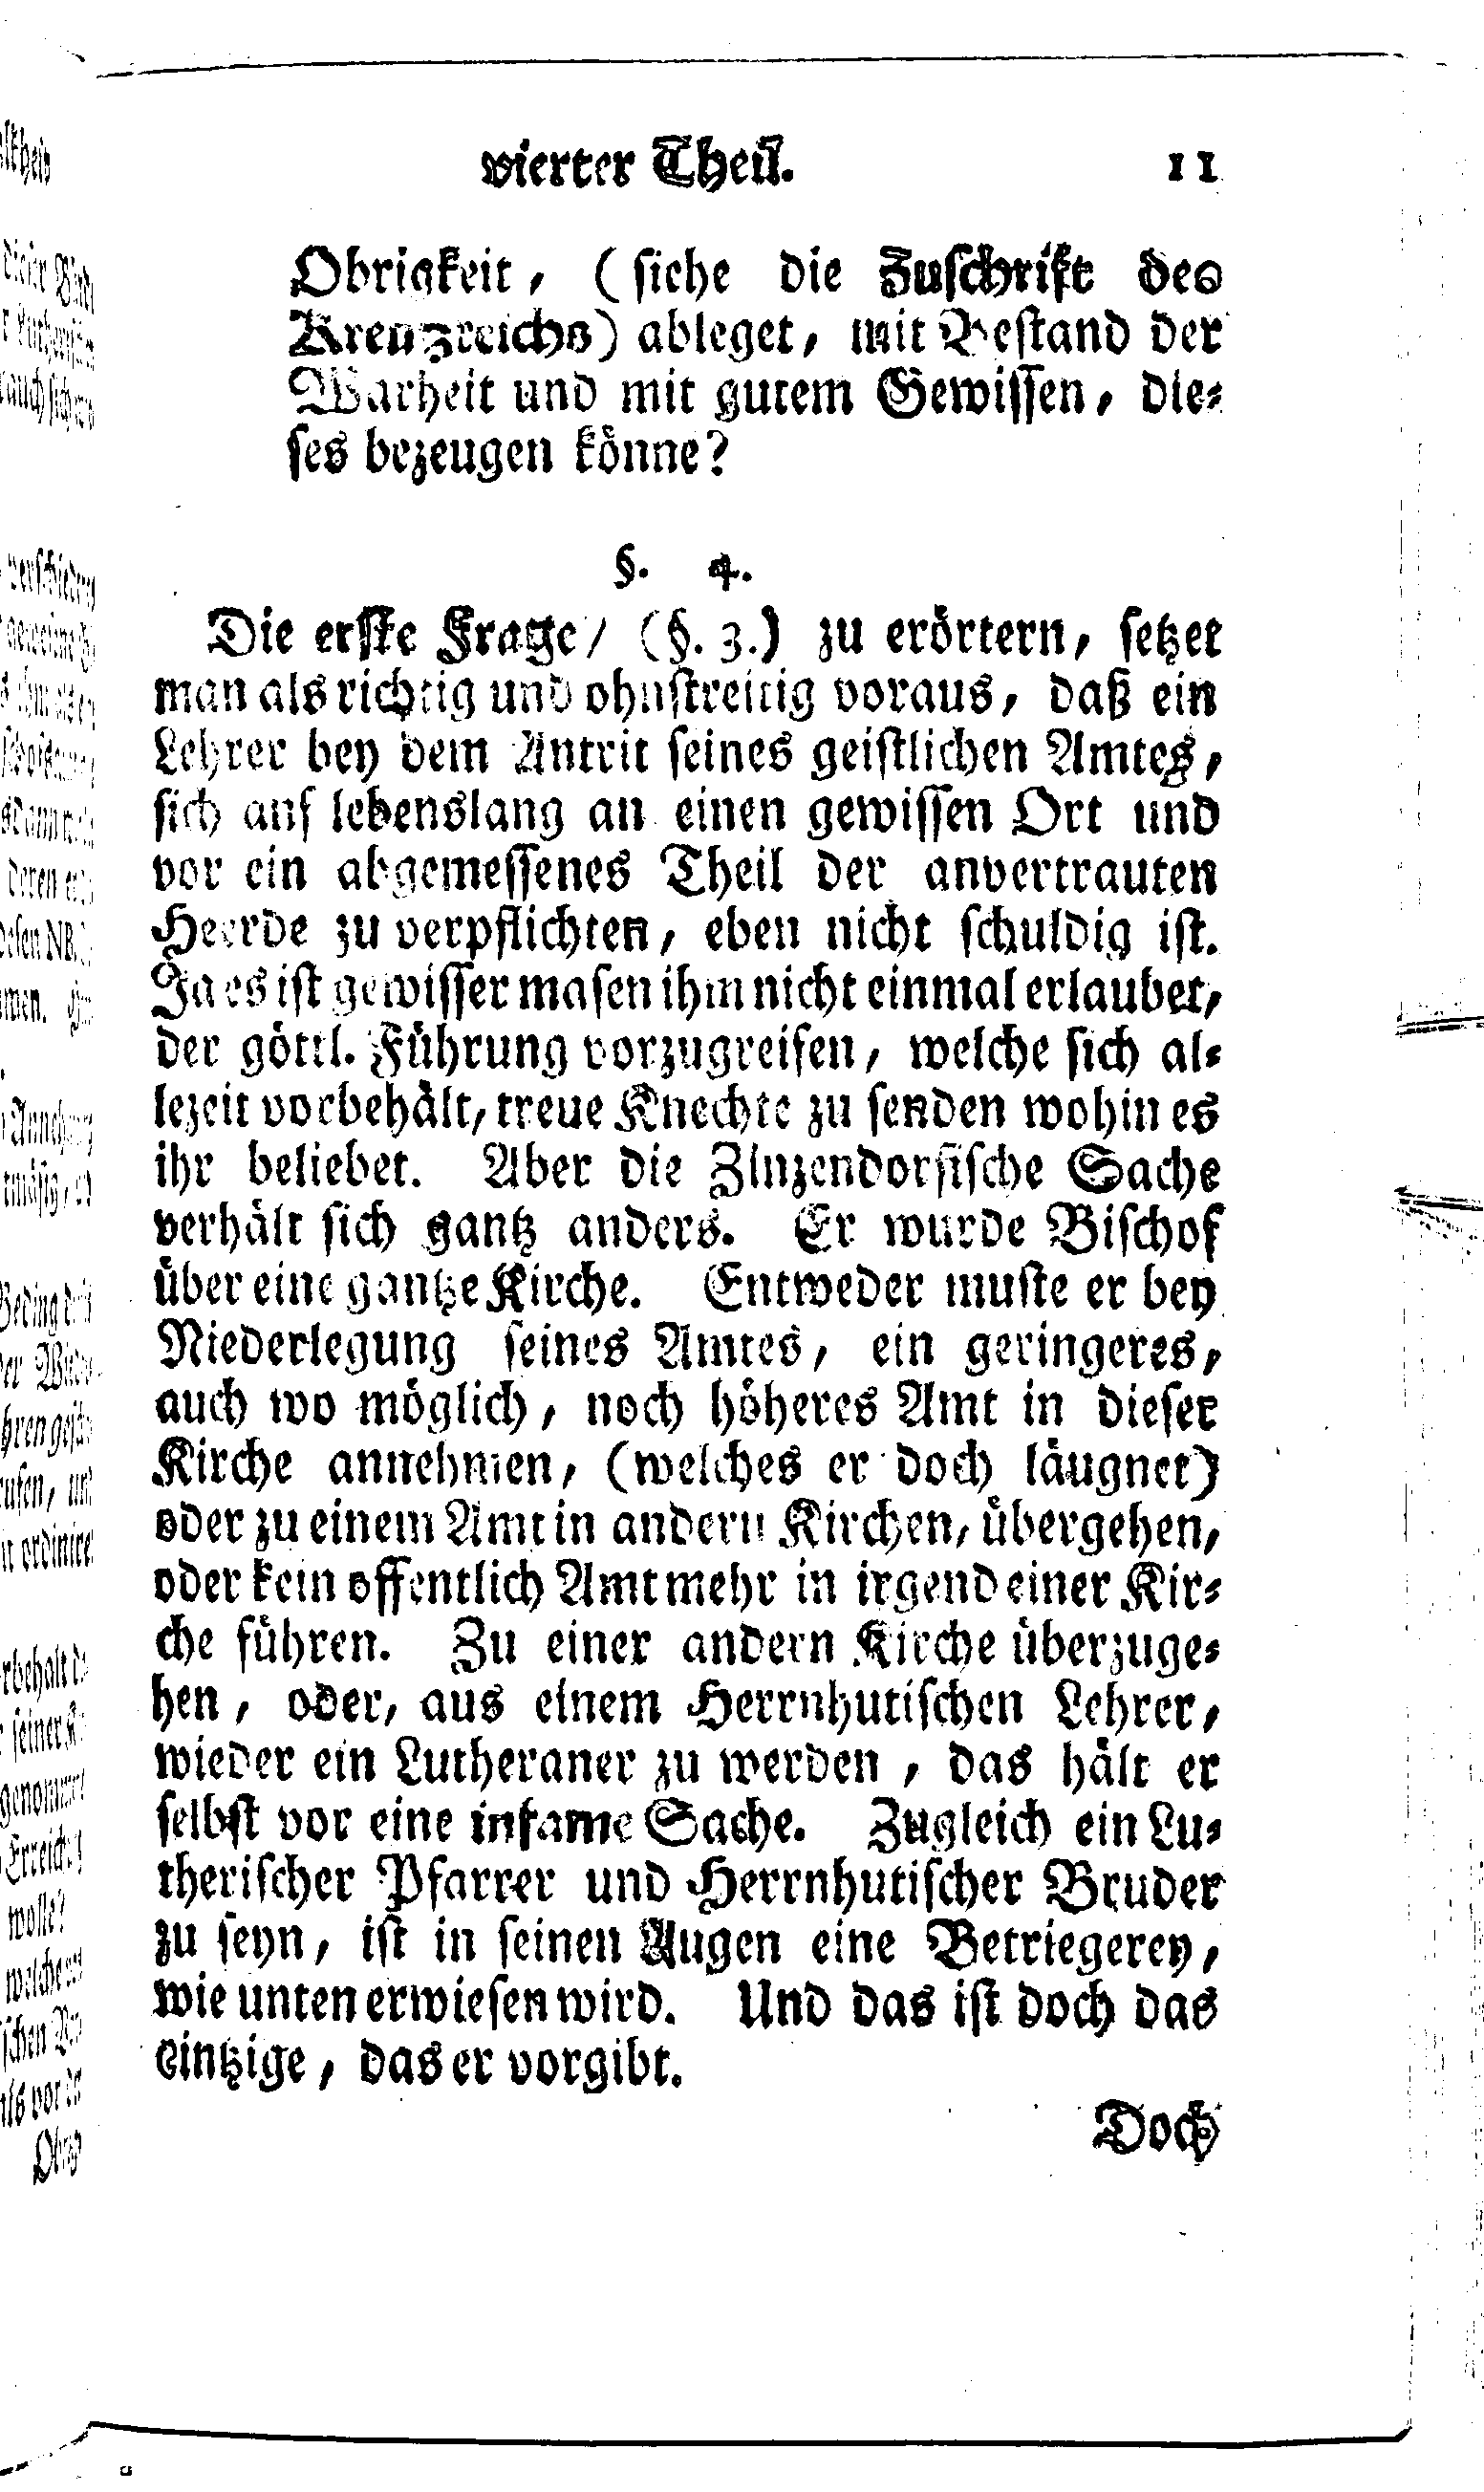 vierter Theil. 11
Obrigkeit, (siehe die Zuschrift des
Kreuzreichs) ableget, mit Bestand der
Warheit und mit gutem Gewissen, die-
ses bezeugen könne?
§. 4.
Die erste Frage, (§. 3.) zu erörtern, setzet
man als richtig und ohnstreitig voraus, daß ein
Lehrer bey dem Antrit seines geistlichen Amtes,
sich auf lebenslang an einen gewissen Ort und
vor ein abgemessenes Theil der anvertrauten
Heerde zu verpflichten, eben nicht schuldig ist.
Ja es ist gewisser masen ihm nicht einmal erlaubet,
der göttl. Führung vorzugreifen, welche sich al-
lezeit vorbehält, treue Knechte zu senden wohin es
ihr beliebet. Aber die Zinzendorfische Sache
verhält sich gantz anders. Er wurde Bischof
über eine gantze Kirche. Entweder muste er bey
Niederlegung seines Amtes, ein geringeres,
auch wo möglich, noch höheres Amt in dieser
Kirche annehmen, (welches er doch läugnet)
oder zu einem Amt in andern Kirchen, übergehen,
oder kein offentlich Amt mehr in irgend einer Kir-
che führen. Zu einer andern Kirche überzuge-
hen, oder, aus einem Herrnhutischen Lehrer,
wieder ein Lutheraner zu werden, das hält er
selbst vor eine infame Sache. Zugleich ein Lu-
therischer Pfarrer und Herrnhutischer Bruder
zu seyn, ist in seinen Augen eine Betriegerey,
wie unten erwiesen wird. Und das ist doch das
eintzige, das er vorgibt.
Doch